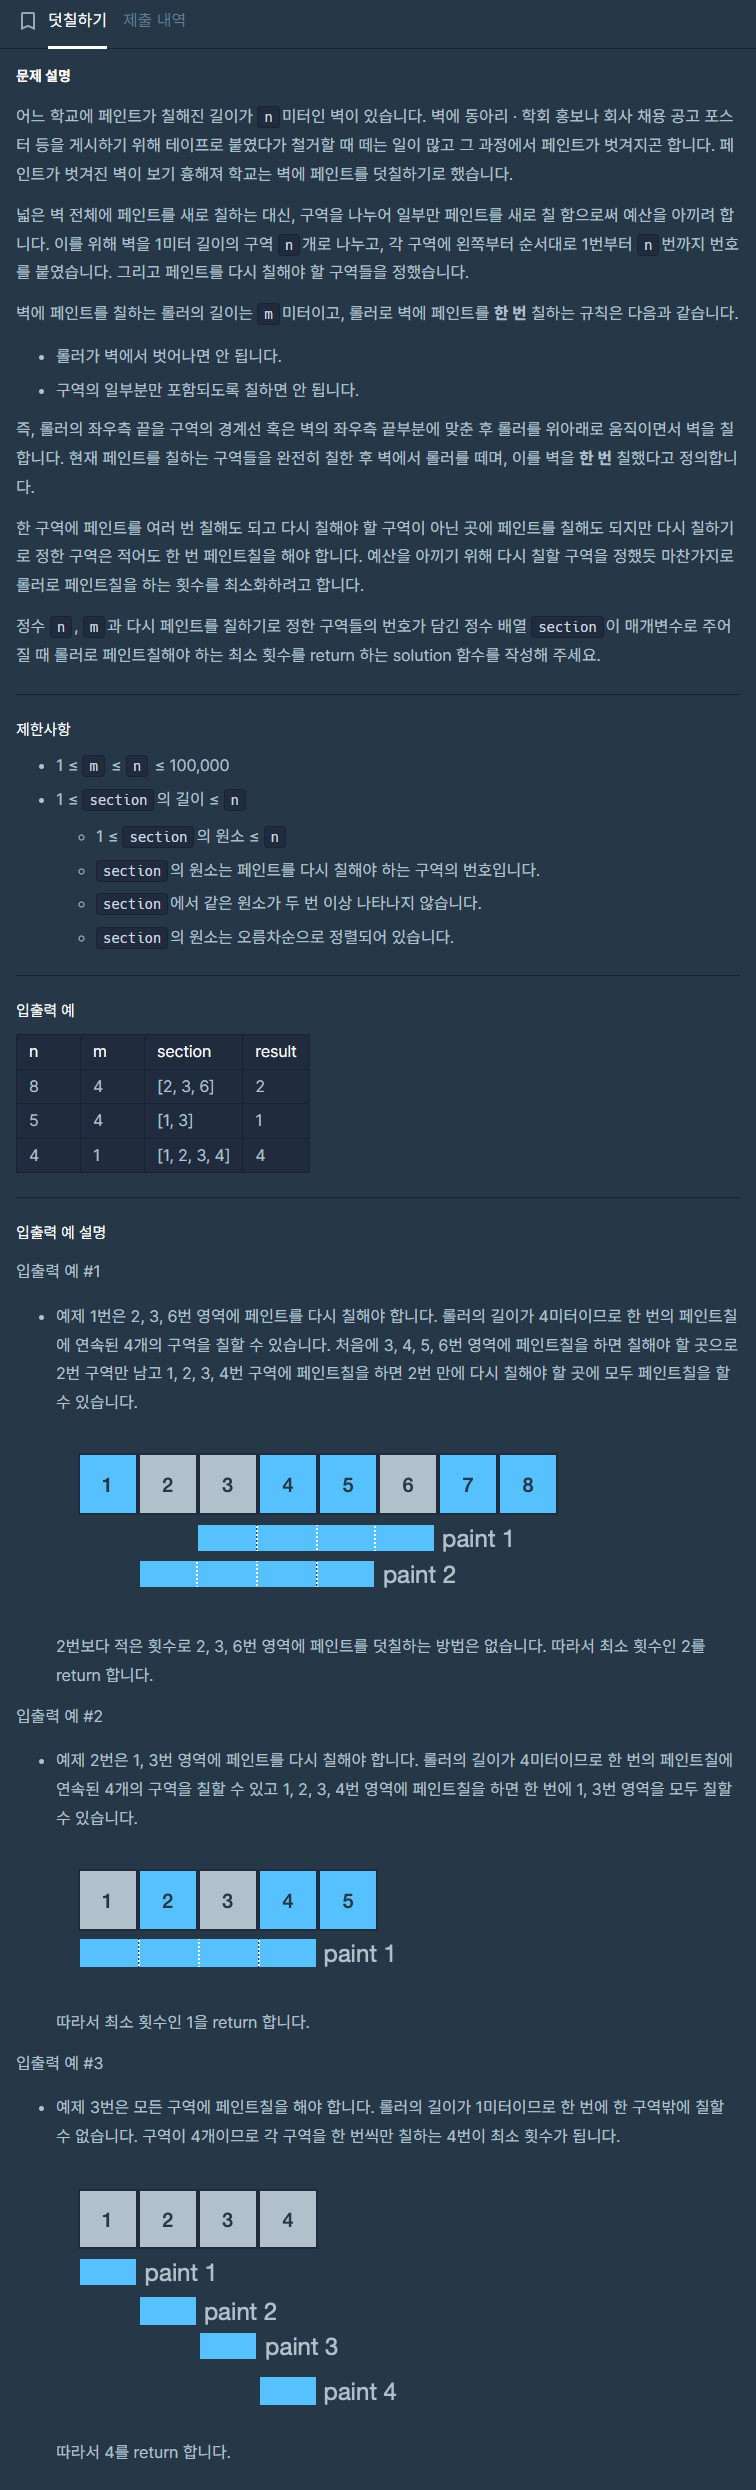 덧칠하기 제출 내역
문제 설명
어느 학교에 페인트가 칠해진 길이가 n 미터인 벽이 있습니다. 벽에 동아리 · 학회 홍보나 회사 채용 공고 포스
터 등을 게시하기 위해 테이프로 붙였다가 철거할 때 떼는 일이 많고 그 과정에서 페인트가 벗겨지곤 합니다. 페
인트가 벗겨진 벽이 보기 흉해져 학교는 벽에 페인트를 덧칠하기로 했습니다.
넓은 벽 전체에 페인트를 새로 칠하는 대신, 구역을 나누어 일부만 페인트를 새로 칠 함으로써 예산을 아끼려 합
니다. 이를 위해 벽을 1미터 길이의 구역 n 개로 나누고, 각 구역에 왼쪽부터 순서대로 1번부터 n 번까지 번호
를 붙였습니다. 그리고 페인트를 다시 칠해야 할 구역들을 정했습니다.
벽에 페인트를 칠하는 롤러의 길이는 m 미터이고, 롤러로 벽에 페인트를 한 번 칠하는 규칙은 다음과 같습니다.
• 롤러가 벽에서 벗어나면 안 됩니다.
• 구역의 일부분만 포함되도록 칠하면 안 됩니다.
즉, 롤러의 좌우측 끝을 구역의 경계선 혹은 벽의 좌우측 끝부분에 맞춘 후 롤러를 위아래로 움직이면서 벽을 칠
합니다. 현재 페인트를 칠하는 구역들을 완전히 칠한 후 벽에서 롤러를 떼며, 이를 벽을 한 번 칠했다고 정의합니
다.
한 구역에 페인트를 여러 번 칠해도 되고 다시 칠해야 할 구역이 아닌 곳에 페인트를 칠해도 되지만 다시 칠하기
로 정한 구역은 적어도 한 번 페인트칠을 해야 합니다. 예산을 아끼기 위해 다시 칠할 구역을 정했듯 마찬가지로
롤러로 페인트칠을 하는 횟수를 최소화하려고 합니다.
정수 n, m과 다시 페인트를 칠하기로 정한 구역들의 번호가 담긴 정수 배열 section이 매개변수로 주어
질 때 롤러로 페인트칠해야 하는 최소 횟수를 return 하는 solution 함수를 작성해 주세요.
제한사항
• 1 ≤ m ≤ n ≤ 100,000
• 1 ≤ section의 길이 ≤ n
◦ 1 ≤ section의 원소 ≤ n
◦ section의 원소는 페인트를 다시 칠해야 하는 구역의 번호입니다.
◦ section에서 같은 원소가 두 번 이상 나타나지 않습니다.
◦ section의 원소는 오름차순으로 정렬되어 있습니다.
입출력 예
n m section result
8 4 [2, 3, 6] 2
5 4 [1, 3] 1
4 1 [1, 2, 3, 4] 4
입출력 예 설명
입출력 예 #1
• 예제 1번은 2, 3, 6번 영역에 페인트를 다시 칠해야 합니다. 롤러의 길이가 4미터이므로 한 번의 페인트칠
에 연속된 4개의 구역을 칠할 수 있습니다. 처음에 3, 4, 5, 6번 영역에 페인트칠을 하면 칠해야 할 곳으로
2번 구역만 남고 1, 2, 3, 4번 구역에 페인트칠을 하면 2번 만에 다시 칠해야 할 곳에 모두 페인트칠을 할
수 있습니다.
1 2 3 4 5 6 7 8
paint 1
paint 2
2번보다 적은 횟수로 2, 3, 6번 영역에 페인트를 덧칠하는 방법은 없습니다. 따라서 최소 횟수인 2를
return 합니다.
입출력 예 #2
• 예제 2번은 1, 3번 영역에 페인트를 다시 칠해야 합니다. 롤러의 길이가 4미터이므로 한 번의 페인트칠에
연속된 4개의 구역을 칠할 수 있고 1, 2, 3, 4번 영역에 페인트칠을 하면 한 번에 1, 3번 영역을 모두 칠할
수 있습니다.
1 2 3 4 5
paint 1
따라서 최소 횟수인 1을 return 합니다.
입출력 예 #3
• 예제 3번은 모든 구역에 페인트칠을 해야 합니다. 롤러의 길이가 1미터이므로 한 번에 한 구역밖에 칠할
수 없습니다. 구역이 4개이므로 각 구역을 한 번씩만 칠하는 4번이 최소 횟수가 됩니다.
1 2 3 4
paint 1
paint 2
paint 3
paint 4
따라서 4를 return 합니다.